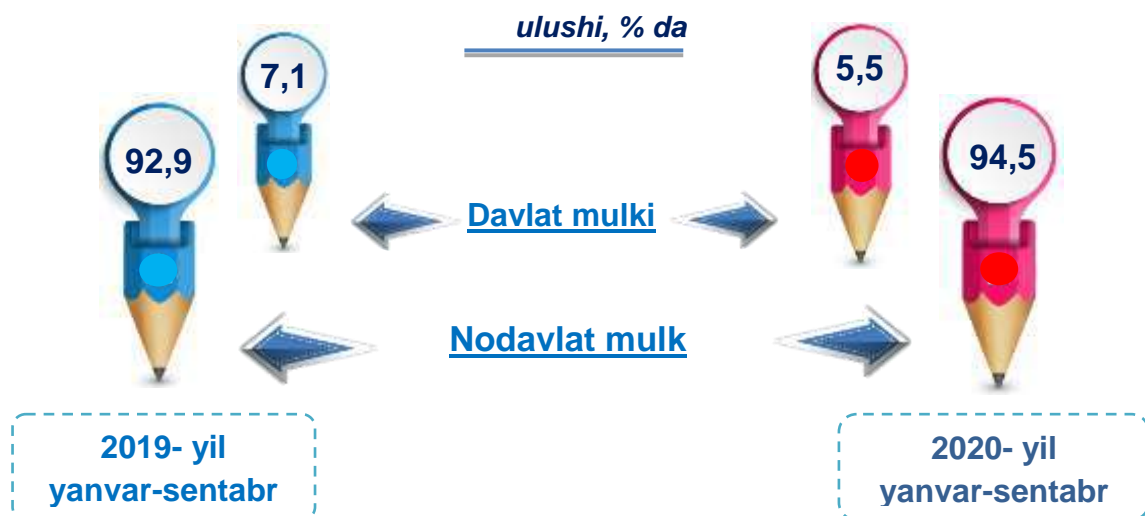 ulushi, % da
7,1
5,5
92,9
94,5
Davlat mulki
Nodavlat mulk
2019- yil
yanvar-sentabr
2020- yil
yanvar-sentabr